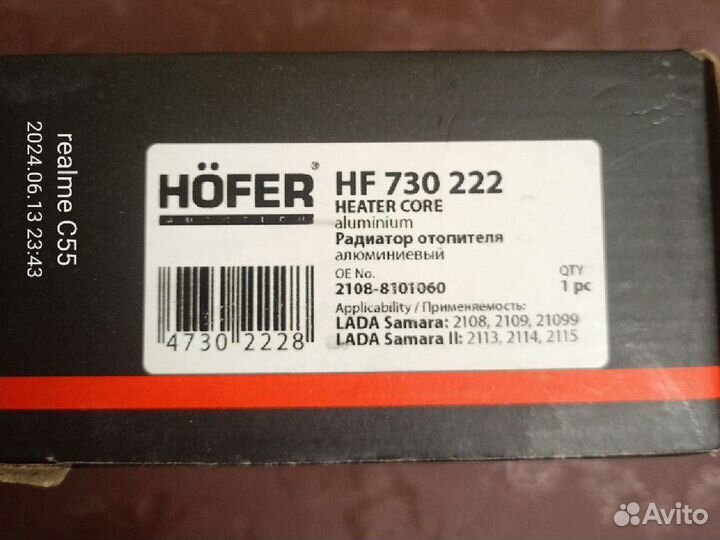 HÖFER®
HF 730 222
HEATER CORE
aluminium
Радиатор отопителя
алюминиевый
OE No.
2108-8101060
QTY
1 pc
Applicability / Применяемость:
LADA Samara: 2108, 2109, 21099
LADA Samara II: 2113, 2114, 2115
4730 2228
realme C55
2024.06.13 23:43
Avito